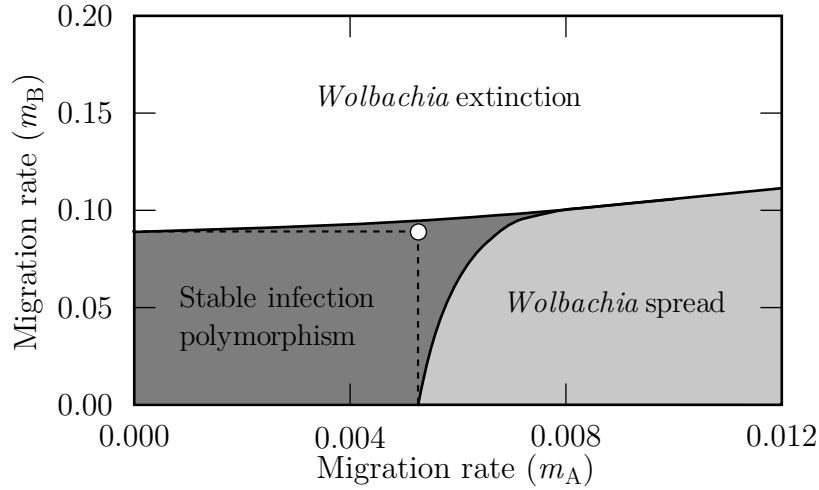 0.20
Wolbachia extinction
0.15
Migration rate (mB)
0.10
Stable infection
polymorphism
Wolbachia spread
0.05
0.00
0.000
0.004
0.008
0.012
Migration rate (mA)